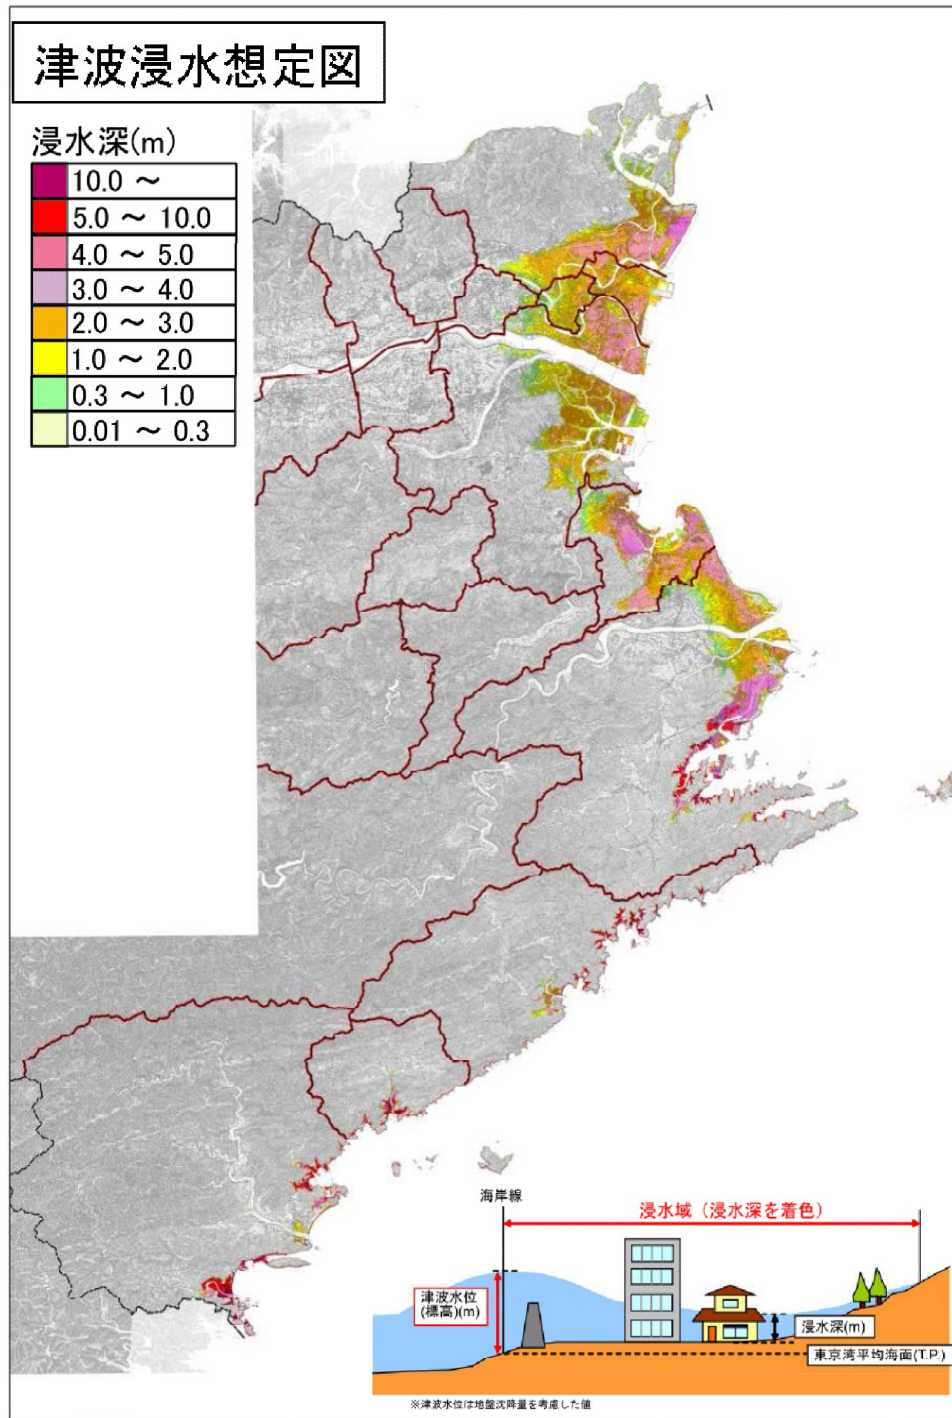 津波浸水想定図
浸水深(m)
10.0 ～
5.0 ～ 10.0
4.0 ～ 5.0
3.0 ～ 4.0
2.0 ～ 3.0
1.0 ～ 2.0
0.3 ～ 1.0
0.01 ～ 0.3
海岸線
浸水域（浸水深を着色）
津波水位
(標高)(m)
浸水深(m)
東京湾平均海面(T.P.)
※津波水位は地盤沈降量を考慮した値